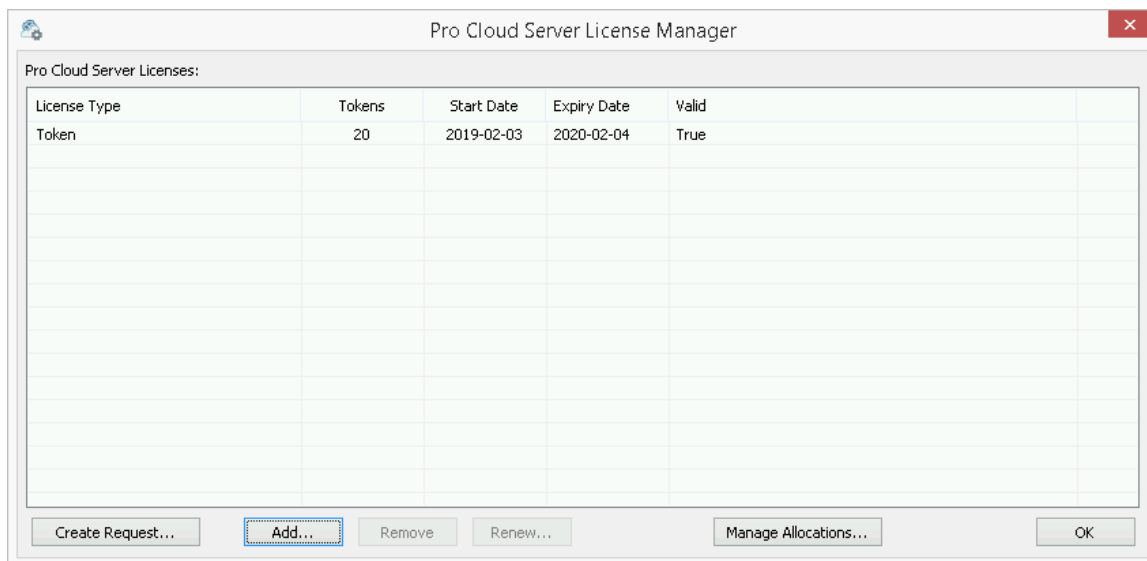 Pro Cloud Server License Manager
Pro Cloud Server Licenses:
License Type Tokens Start Date Expiry Date Valid
Token 20 2019-02-03 2020-02-04 True
Create Request... Add... Remove Renew... Manage Allocations... OK